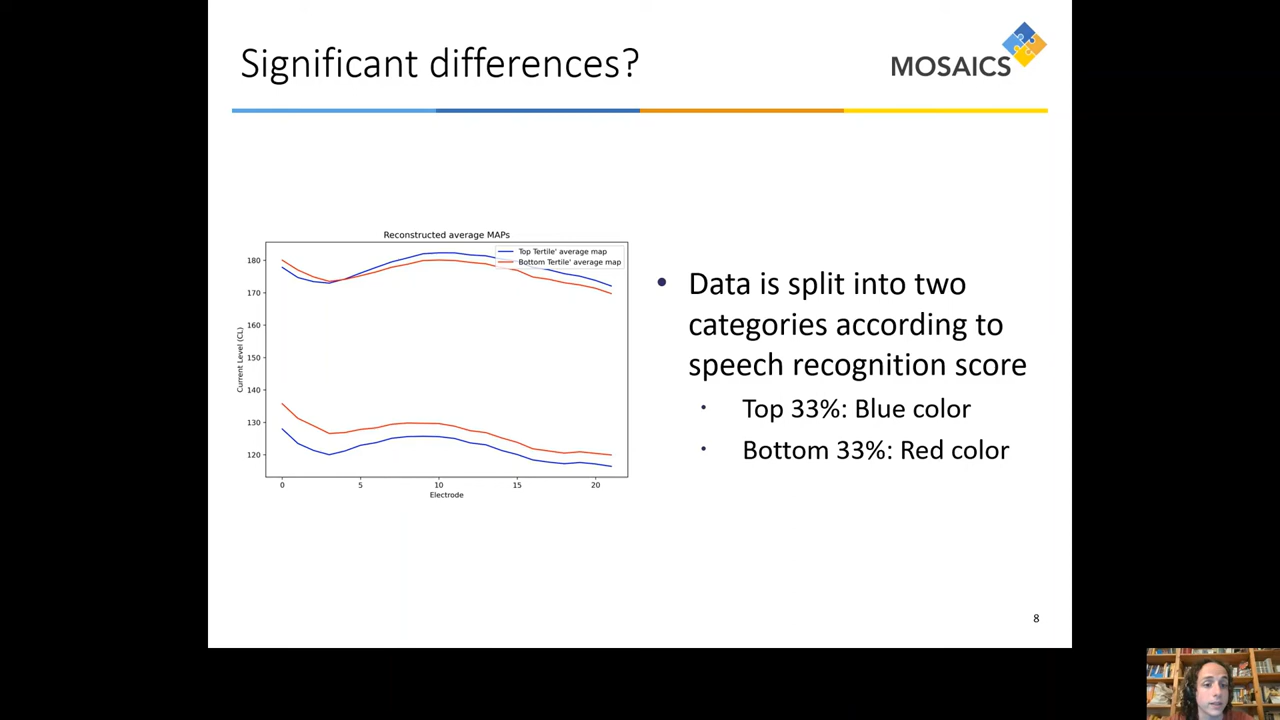 Significant differences?
MOSAICS
Reconstructed average MAPs
Top Tertile' average map
Bottom Tertile' average map
180
170
160
150
140
130
120
Current Level (CL)
0 5 10 15 20
Electrode
• Data is split into two
categories according to
speech recognition score
• Top 33%: Blue color
• Bottom 33%: Red color
8